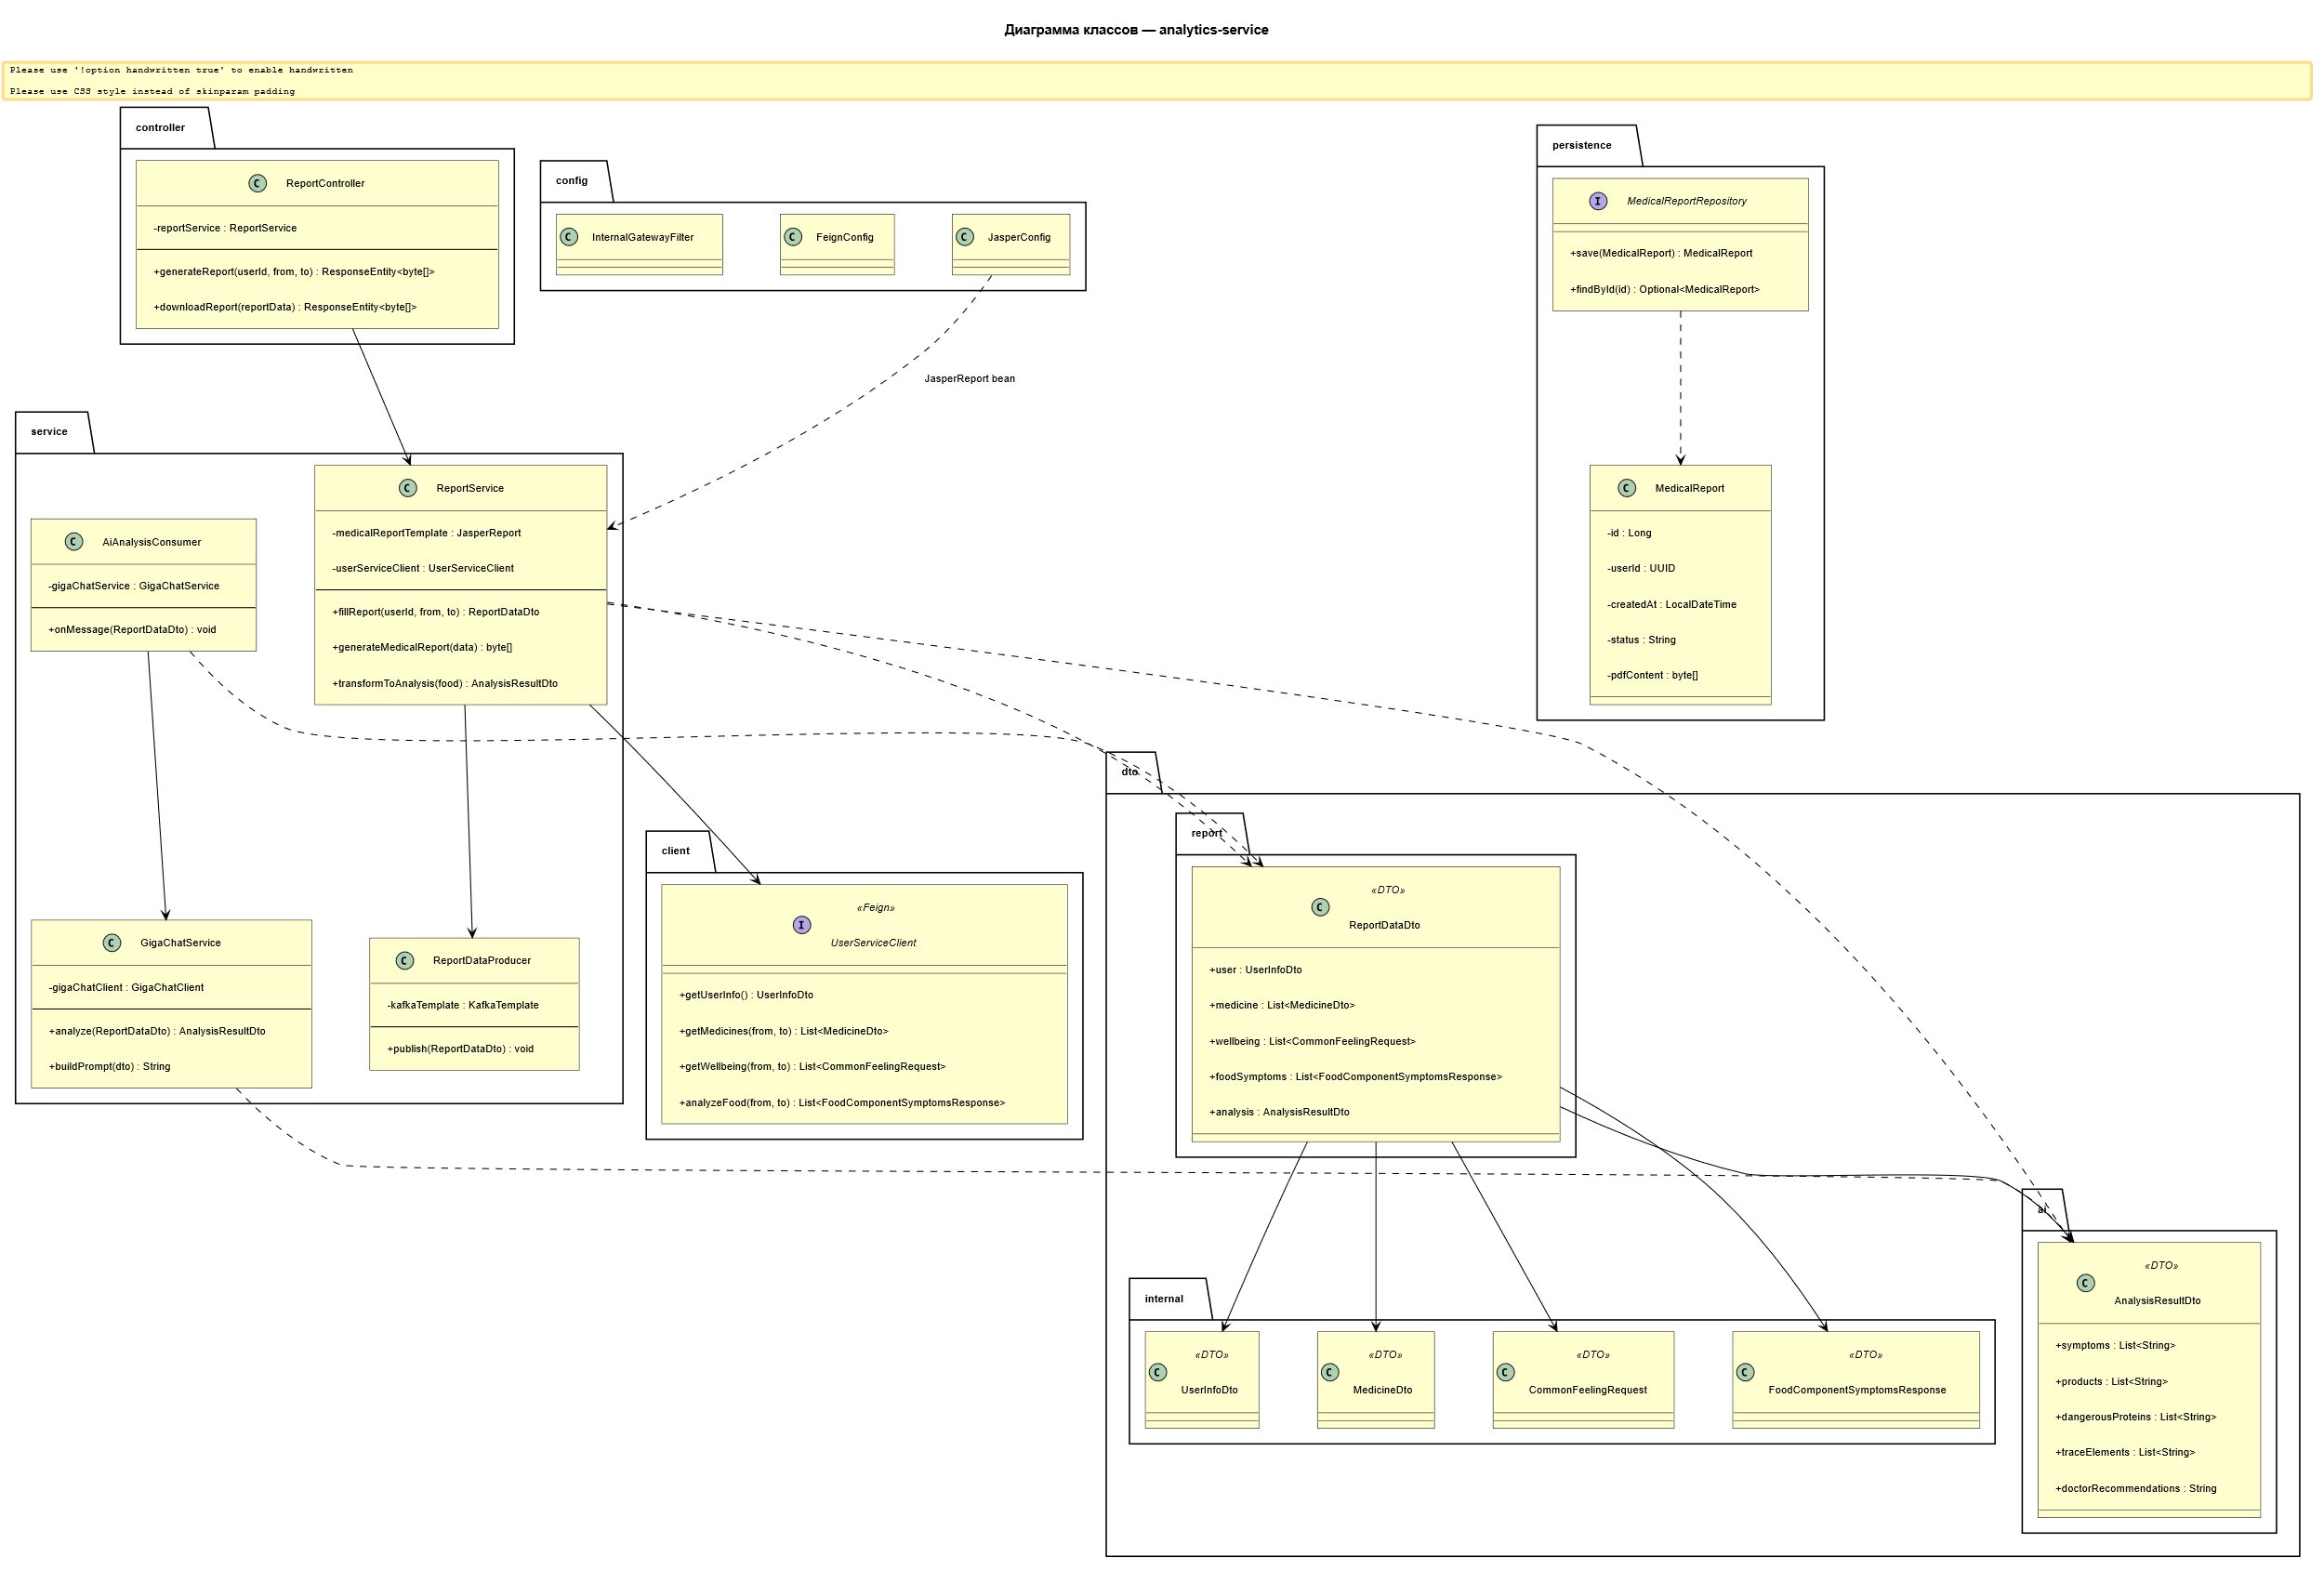 Диаграмма классов — analytics-service
Please use '!option handwritten true' to enable handwritten
Please use CSS style instead of skinparam padding
controller
C ReportController
-reportService : ReportService
+generateReport(userId, from, to) : ResponseEntity<byte[]>
+downloadReport(reportData) : ResponseEntity<byte[]>
config
C InternalGatewayFilter
C FeignConfig
C JasperConfig
persistence
I MedicalReportRepository
+save(MedicalReport) : MedicalReport
+findById(id) : Optional<MedicalReport>
JasperReport bean
service
C ReportService
-medicalReportTemplate : JasperReport
-userServiceClient : UserServiceClient
+fillReport(userId, from, to) : ReportDataDto
+generateMedicalReport(data) : byte[]
+transformToAnalysis(food) : AnalysisResultDto
C AiAnalysisConsumer
-gigaChatService : GigaChatService
+onMessage(ReportDataDto) : void
C MedicalReport
-id : Long
-userId : UUID
-createdAt : LocalDateTime
-status : String
-pdfContent : byte[]
C GigaChatService
-gigaChatClient : GigaChatClient
+analyze(ReportDataDto) : AnalysisResultDto
+buildPrompt(dto) : String
C ReportDataProducer
-kafkaTemplate : KafkaTemplate
+publish(ReportDataDto) : void
client
«Feign»
I UserServiceClient
+getUserInfo() : UserInfoDto
+getMedicines(from, to) : List<MedicineDto>
+getWellbeing(from, to) : List<CommonFeelingRequest>
+analyzeFood(from, to) : List<FoodComponentSymptomsResponse>
dto
report
«DTO»
C ReportDataDto
+user : UserInfoDto
+medicine : List<MedicineDto>
+wellbeing : List<CommonFeelingRequest>
+foodSymptoms : List<FoodComponentSymptomsResponse>
+analysis : AnalysisResultDto
internal
«DTO»
C UserInfoDto
«DTO»
C MedicineDto
«DTO»
C CommonFeelingRequest
«DTO»
C FoodComponentSymptomsResponse
ai
«DTO»
C AnalysisResultDto
+symptoms : List<String>
+products : List<String>
+dangerousProteins : List<String>
+traceElements : List<String>
+doctorRecommendations : String